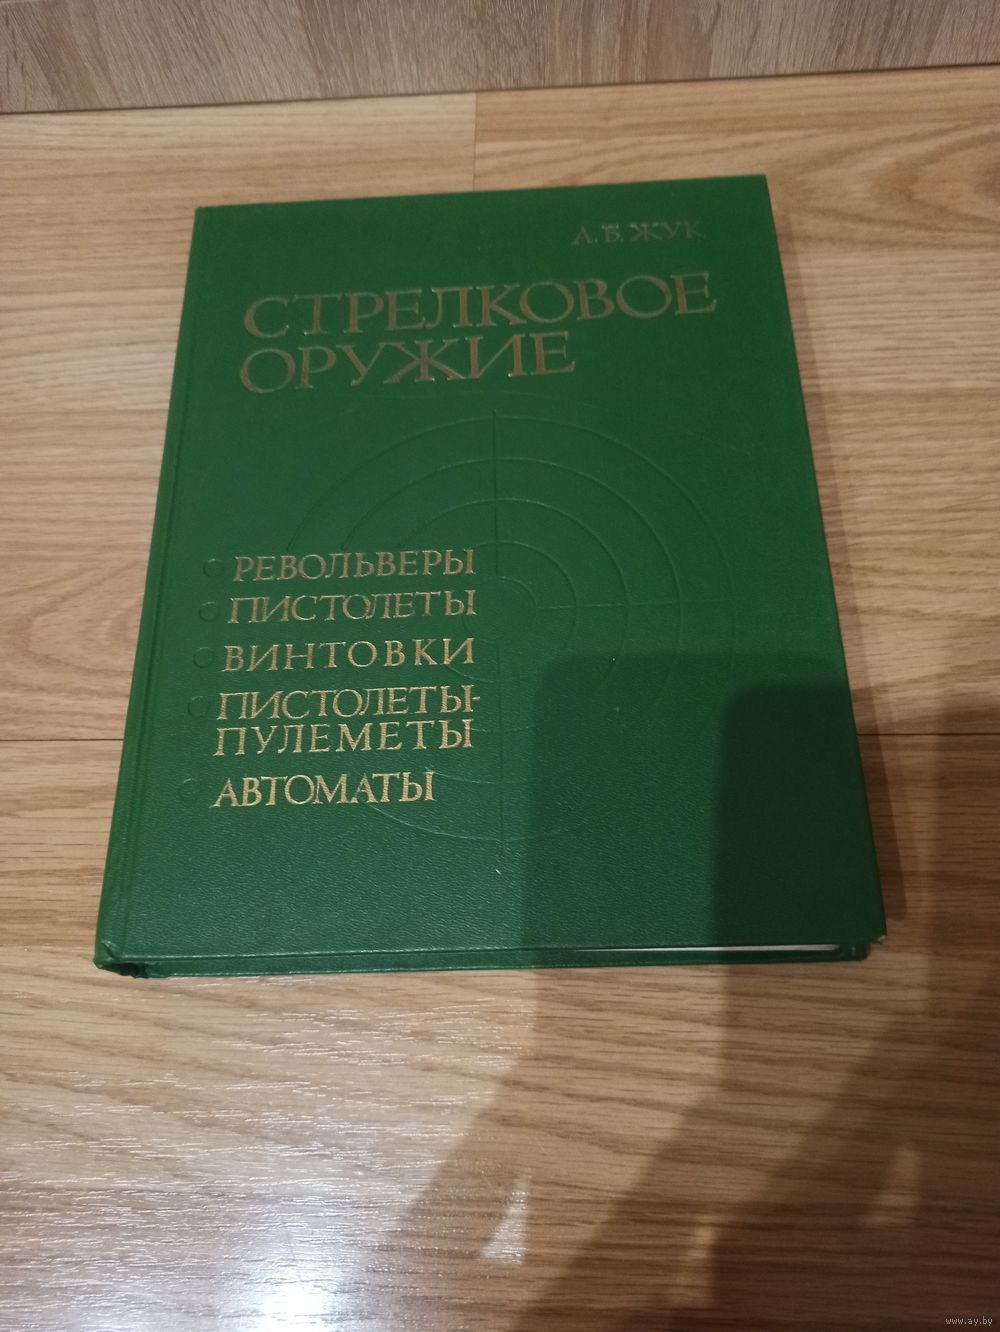 А. Б. ЖУК
СТРЕЛКОВОЕ
ОРУЖИЕ
РЕВОЛЬВЕРЫ
ПИСТОЛЕТЫ
ВИНТОВКИ
ПИСТОЛЕТЫ-
ПУЛЕМЕТЫ
АВТОМАТЫ
www.ay.by